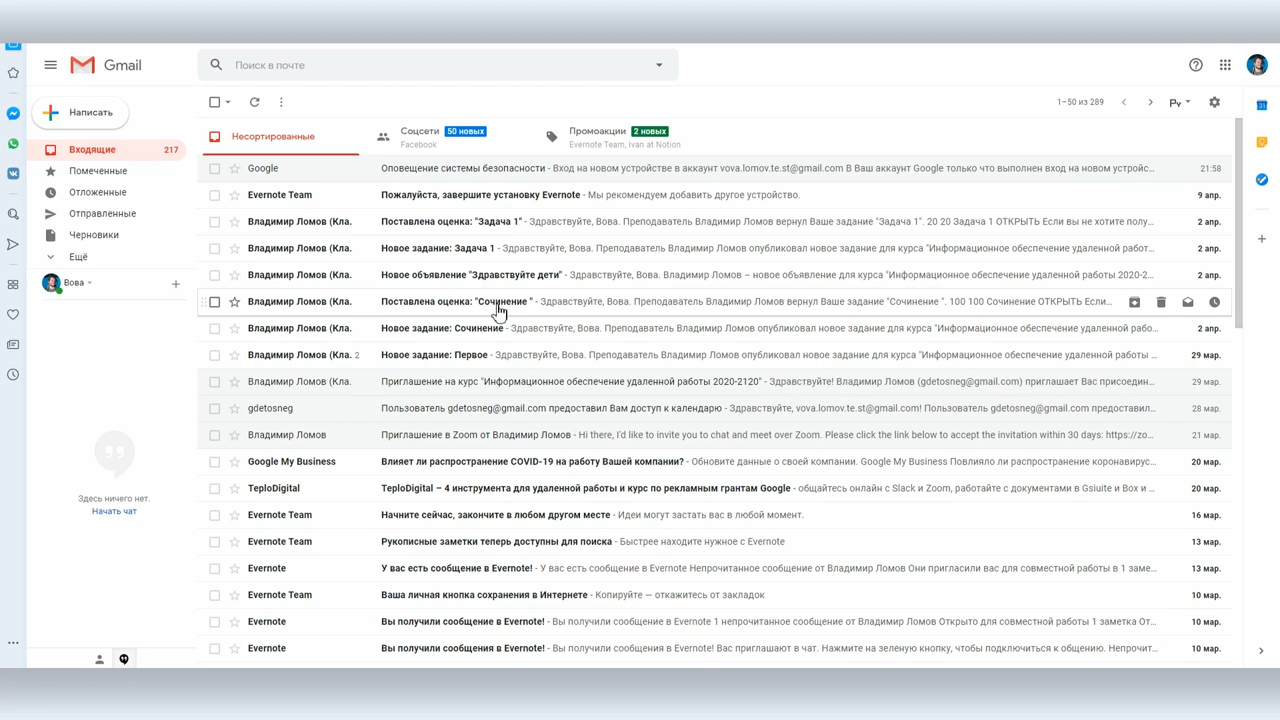 Gmail
Поиск в почте
Написать
1–50 из 289
Ру
Входящие 217
Помеченные
Отложенные
Отправленные
Черновики
Ещё
Вова
Здесь ничего нет.
Начать чат
Несортированные
Соцсети 50 новых
Facebook
Промоакции 2 новых
Evernote Team, Ivan at Notion
Google Оповещение системы безопасности - Вход на новом устройстве в аккаунт vova.lomov.te.st@gmail.com В Ваш аккаунт Google только что выполнен вход на новом устройс… 21:58
Evernote Team Пожалуйста, завершите установку Evernote - Мы рекомендуем добавить другое устройство. 9 апр.
Владимир Ломов (Кла. Поставлена оценка: "Задача 1" - Здравствуйте, Вова. Преподаватель Владимир Ломов вернул Ваше задание "Задача 1". 20 20 Задача 1 ОТКРЫТЬ Если вы не хотите полу… 2 апр.
Владимир Ломов (Кла. Новое задание: Задача 1 - Здравствуйте, Вова. Преподаватель Владимир Ломов опубликовал новое задание для курса "Информационное обеспечение удаленной работ… 2 апр.
Владимир Ломов (Кла. Новое объявление "Здравствуйте дети" - Здравствуйте, Вова. Владимир Ломов – новое объявление для курса "Информационное обеспечение удаленной работы 2020-2… 2 апр.
Владимир Ломов (Кла. Поставлена оценка: "Сочинение " - Здравствуйте, Вова. Преподаватель Владимир Ломов вернул Ваше задание "Сочинение ". 100 100 Сочинение ОТКРЫТЬ Если…
Владимир Ломов (Кла. Новое задание: Сочинение - Здравствуйте, Вова. Преподаватель Владимир Ломов опубликовал новое задание для курса "Информационное обеспечение удаленной рабо… 2 апр.
Владимир Ломов (Кла. 2 Новое задание: Первое - Здравствуйте, Вова. Преподаватель Владимир Ломов опубликовал новое задание для курса "Информационное обеспечение удаленной работы … 29 мар.
Владимир Ломов (Кла. Приглашение на курс "Информационное обеспечение удаленной работы 2020-2120" - Здравствуйте! Владимир Ломов (gdetosneg@gmail.com) приглашает Вас присоедин… 29 мар.
gdetosneg Пользователь gdetosneg@gmail.com предоставил Вам доступ к календарю - Здравствуйте, vova.lomov.te.st@gmail.com! Пользователь gdetosneg@gmail.com предоставил… 28 мар.
Владимир Ломов Приглашение в Zoom от Владимир Ломов - Hi there, I'd like to invite you to chat and meet over Zoom. Please click the link below to accept the invitation within 30 days: https://zo… 21 мар.
Google My Business Влияет ли распространение COVID-19 на работу Вашей компании? - Обновите данные о своей компании. Google My Business Повлияло ли распространение коронавирус… 20 мар.
TeploDigital TeploDigital – 4 инструмента для удаленной работы и курс по рекламным грантам Google - общайтесь онлайн с Slack и Zoom, работайте с документами в Gsiuite и Box и … 20 мар.
Evernote Team Начните сейчас, закончите в любом другом месте - Идеи могут застать вас в любой момент. 16 мар.
Evernote Team Рукописные заметки теперь доступны для поиска - Быстрее находите нужное с Evernote 13 мар.
Evernote У вас есть сообщение в Evernote! - У вас есть сообщение в Evernote Непрочитанное сообщение от Владимир Ломов Они пригласили вас для совместной работы в 1 заме… 13 мар.
Evernote Team Ваша личная кнопка сохранения в Интернете - Копируйте — откажитесь от закладок 10 мар.
Evernote Вы получили сообщение в Evernote! - Вы получили сообщение в Evernote 1 непрочитанное сообщение от Владимир Ломов Открыто для совместной работы 1 заметка От… 10 мар.
Evernote Вы получили сообщение в Evernote! - Вы получили сообщение в Evernote! Вас приглашают в чат. Нажмите на зеленую кнопку, чтобы подключиться к общению. Непрочит… 10 мар.